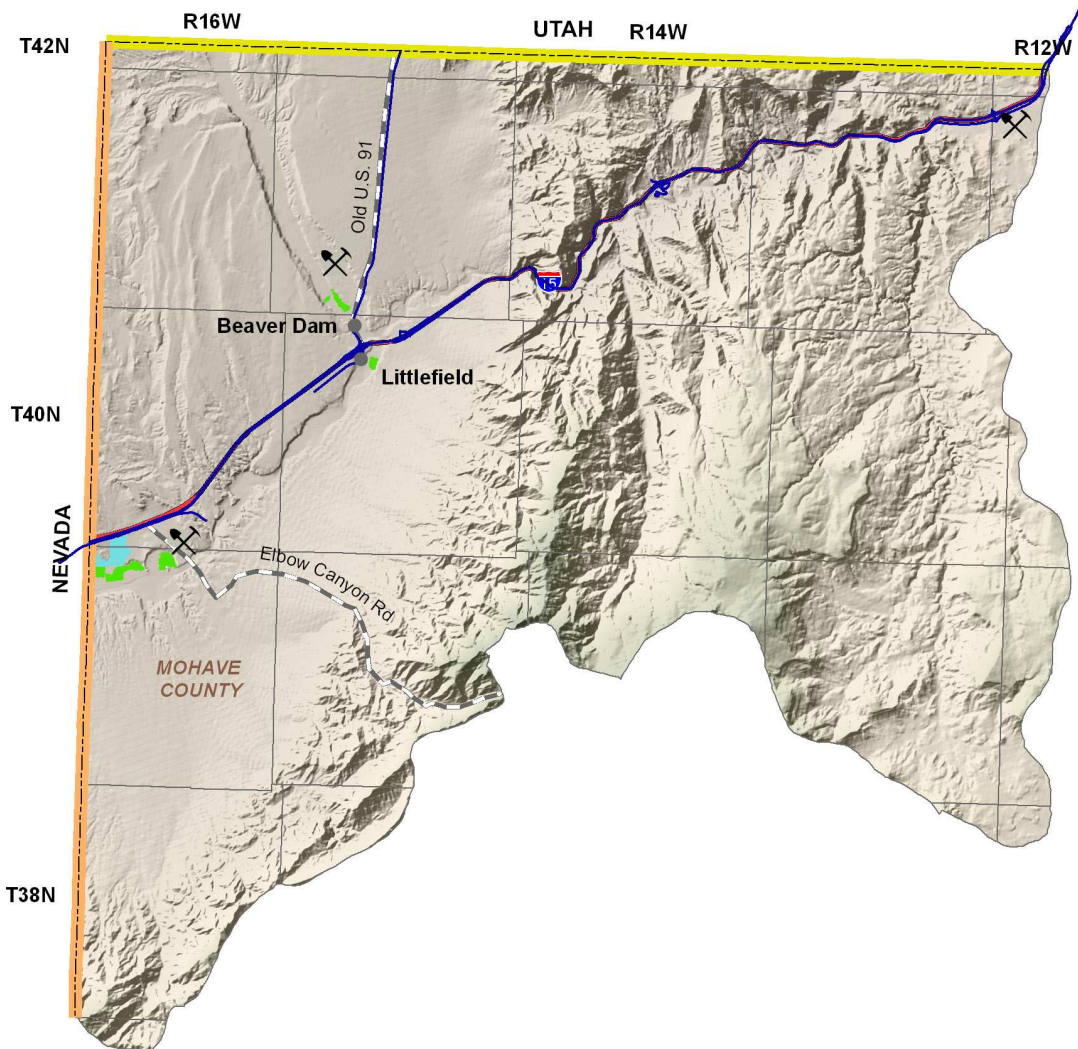 R16W
UTAH
R14W
T42N
R12W
Old U.S. 91
15
Beaver Dam
Littlefield
T40N
NEVADA
Elbow Canyon Rd
MOHAVE
COUNTY
T38N